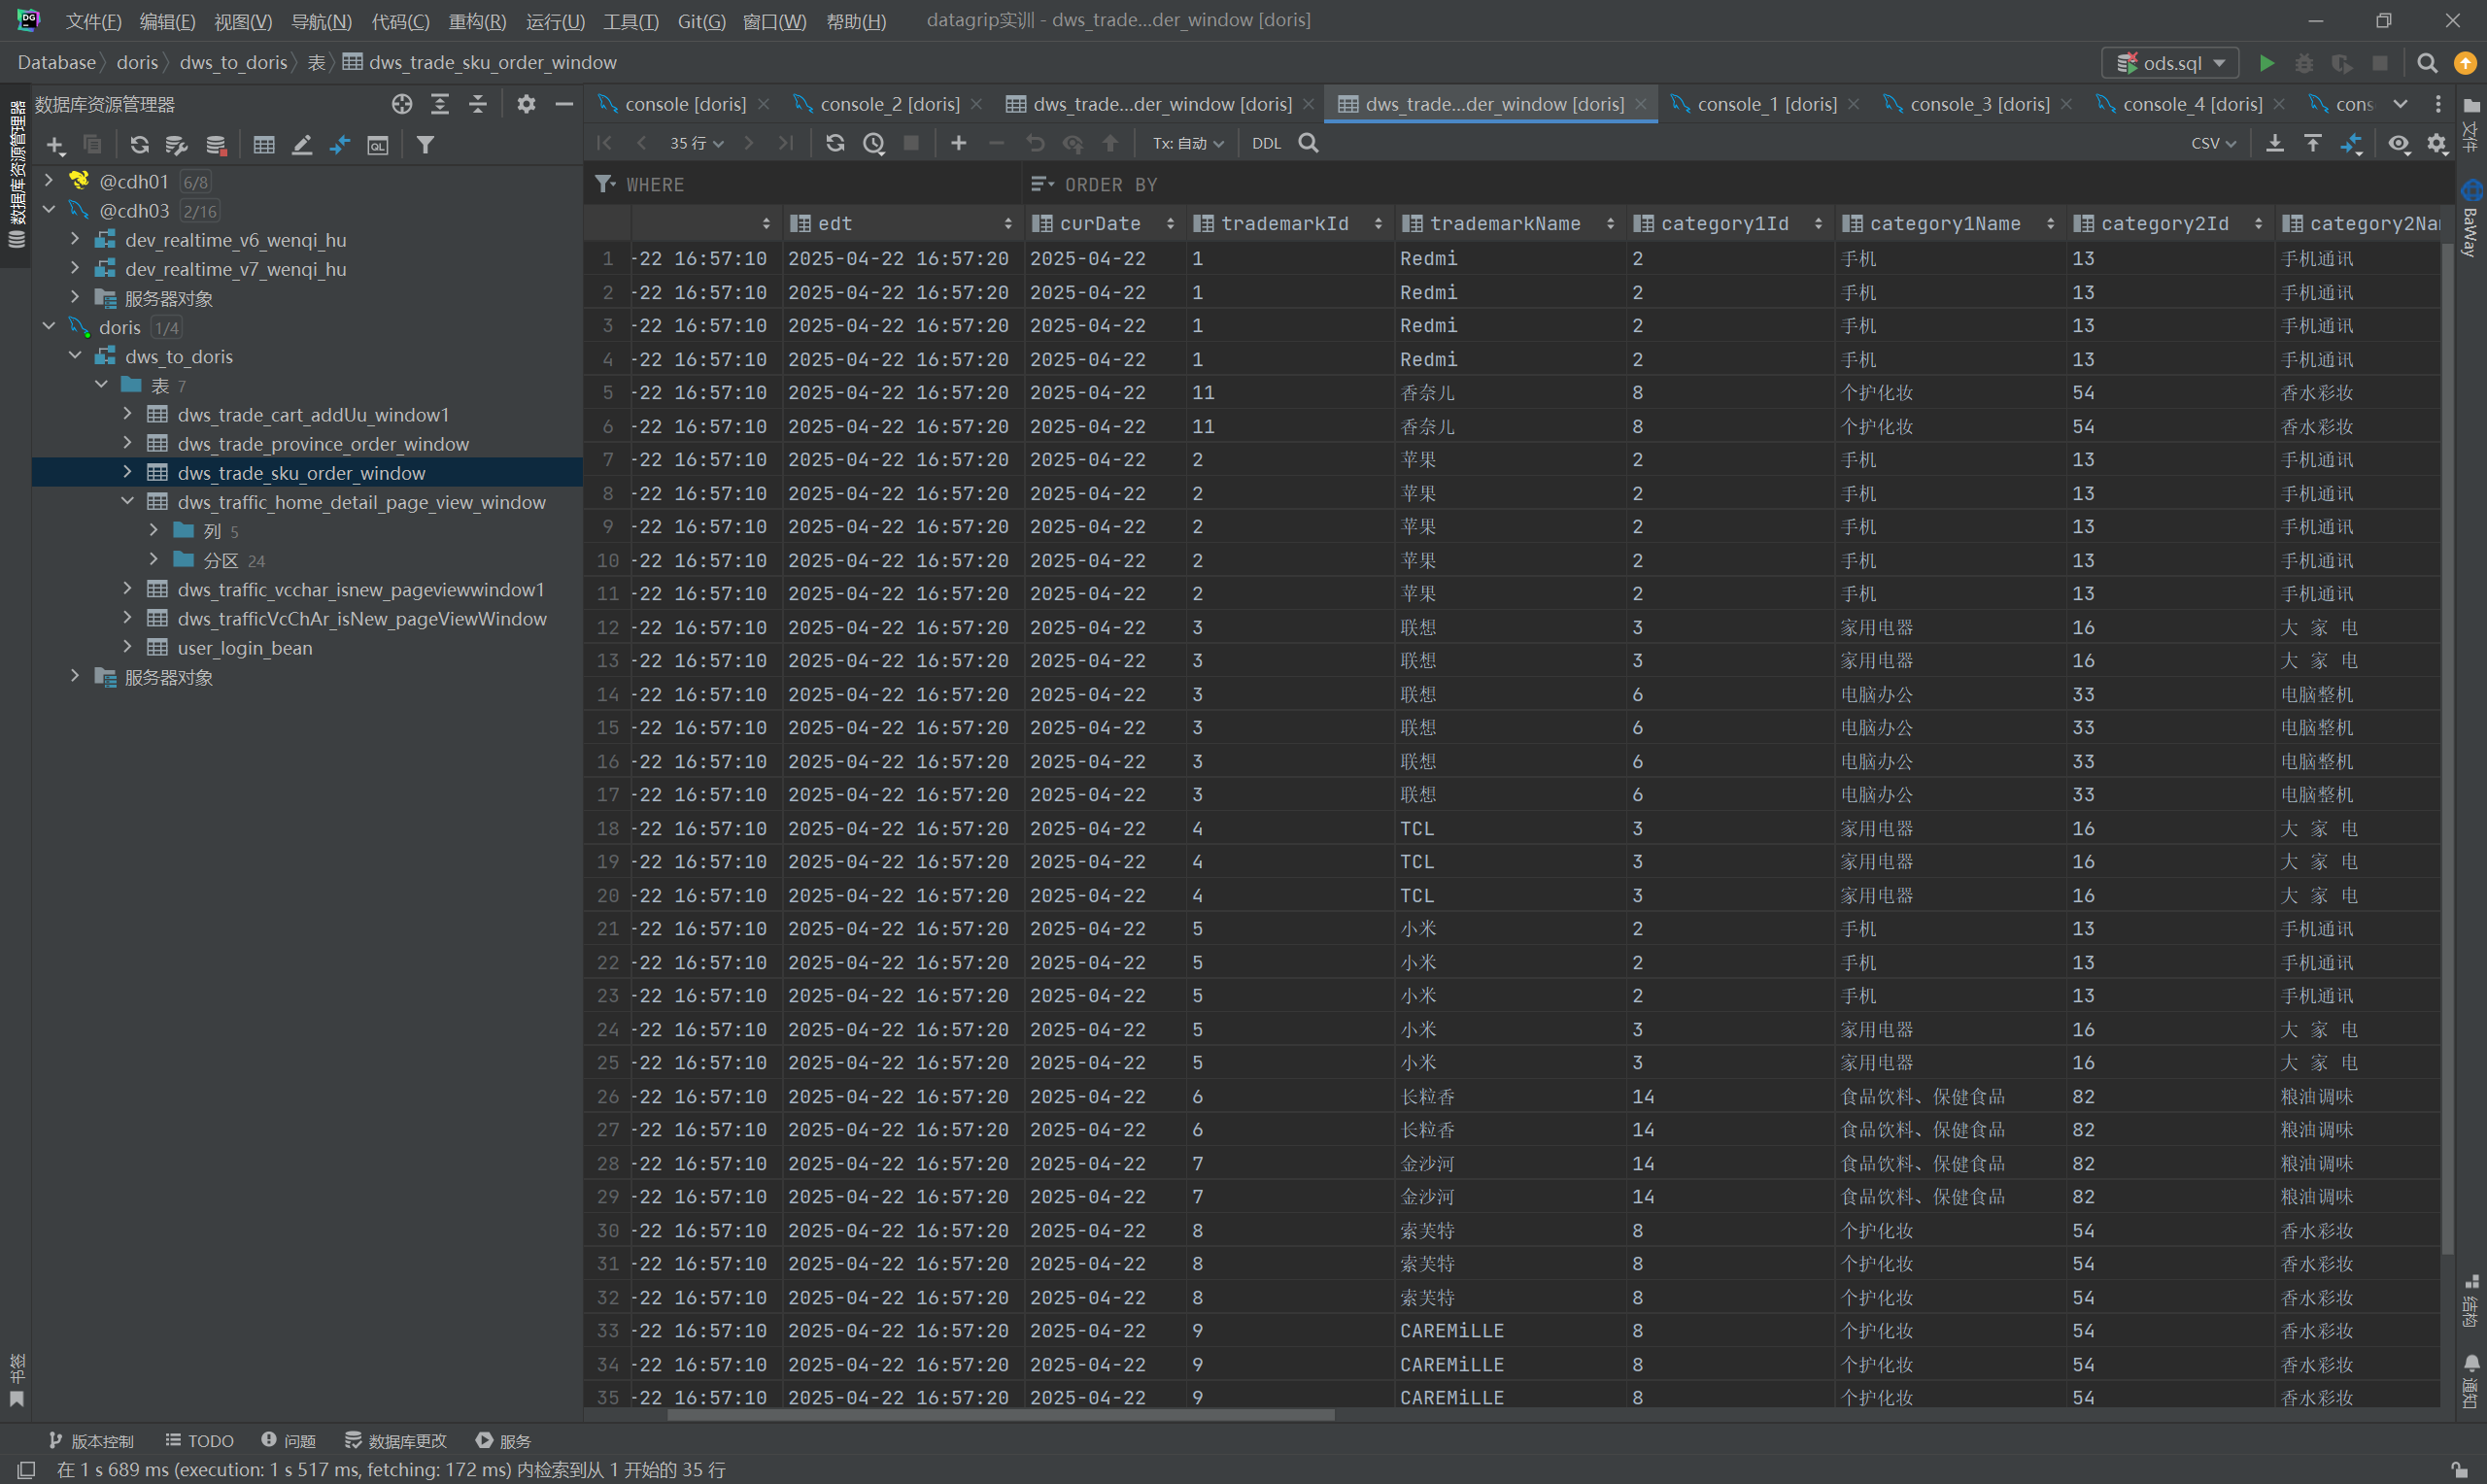 文件(F) 编辑(E) 视图(V) 导航(N) 代码(C) 重构(R) 运行(U) 工具(T) Git(G) 窗口(W) 帮助(H) datagrip实训 - dws_trade...der_window [doris]
Database doris dws_to_doris 表 dws_trade_sku_order_window ods.sql
数据库资源管理器
console [doris] console_2 [doris] dws_trade...der_window [doris] dws_trade...der_window [doris] console_1 [doris] console_3 [doris] console_4 [doris] cons
35 行 Tx: 自动 DDL CSV
WHERE ORDER BY
数据库资源管理器
@cdh01 6/8
@cdh03 2/16
dev_realtime_v6_wenqi_hu
dev_realtime_v7_wenqi_hu
服务器对象
doris 1/4
dws_to_doris
表 7
dws_trade_cart_addUu_window1
dws_trade_province_order_window
dws_trade_sku_order_window
dws_traffic_home_detail_page_view_window
列 5
分区 24
dws_traffic_vcchar_isnew_pageviewwindow1
dws_trafficVcChAr_isNew_pageViewWindow
user_login_bean
服务器对象
书签
edt curDate trademarkId trademarkName category1Id category1Name category2Id category2Na
1 -22 16:57:10 2025-04-22 16:57:20 2025-04-22 1 Redmi 2 手机 13 手机通讯
2 -22 16:57:10 2025-04-22 16:57:20 2025-04-22 1 Redmi 2 手机 13 手机通讯
3 -22 16:57:10 2025-04-22 16:57:20 2025-04-22 1 Redmi 2 手机 13 手机通讯
4 -22 16:57:10 2025-04-22 16:57:20 2025-04-22 1 Redmi 2 手机 13 手机通讯
5 -22 16:57:10 2025-04-22 16:57:20 2025-04-22 11 香奈儿 8 个护化妆 54 香水彩妆
6 -22 16:57:10 2025-04-22 16:57:20 2025-04-22 11 香奈儿 8 个护化妆 54 香水彩妆
7 -22 16:57:10 2025-04-22 16:57:20 2025-04-22 2 苹果 2 手机 13 手机通讯
8 -22 16:57:10 2025-04-22 16:57:20 2025-04-22 2 苹果 2 手机 13 手机通讯
9 -22 16:57:10 2025-04-22 16:57:20 2025-04-22 2 苹果 2 手机 13 手机通讯
10 -22 16:57:10 2025-04-22 16:57:20 2025-04-22 2 苹果 2 手机 13 手机通讯
11 -22 16:57:10 2025-04-22 16:57:20 2025-04-22 2 苹果 2 手机 13 手机通讯
12 -22 16:57:10 2025-04-22 16:57:20 2025-04-22 3 联想 3 家用电器 16 大 家 电
13 -22 16:57:10 2025-04-22 16:57:20 2025-04-22 3 联想 3 家用电器 16 大 家 电
14 -22 16:57:10 2025-04-22 16:57:20 2025-04-22 3 联想 6 电脑办公 33 电脑整机
15 -22 16:57:10 2025-04-22 16:57:20 2025-04-22 3 联想 6 电脑办公 33 电脑整机
16 -22 16:57:10 2025-04-22 16:57:20 2025-04-22 3 联想 6 电脑办公 33 电脑整机
17 -22 16:57:10 2025-04-22 16:57:20 2025-04-22 3 联想 6 电脑办公 33 电脑整机
18 -22 16:57:10 2025-04-22 16:57:20 2025-04-22 4 TCL 3 家用电器 16 大 家 电
19 -22 16:57:10 2025-04-22 16:57:20 2025-04-22 4 TCL 3 家用电器 16 大 家 电
20 -22 16:57:10 2025-04-22 16:57:20 2025-04-22 4 TCL 3 家用电器 16 大 家 电
21 -22 16:57:10 2025-04-22 16:57:20 2025-04-22 5 小米 2 手机 13 手机通讯
22 -22 16:57:10 2025-04-22 16:57:20 2025-04-22 5 小米 2 手机 13 手机通讯
23 -22 16:57:10 2025-04-22 16:57:20 2025-04-22 5 小米 2 手机 13 手机通讯
24 -22 16:57:10 2025-04-22 16:57:20 2025-04-22 5 小米 3 家用电器 16 大 家 电
25 -22 16:57:10 2025-04-22 16:57:20 2025-04-22 5 小米 3 家用电器 16 大 家 电
26 -22 16:57:10 2025-04-22 16:57:20 2025-04-22 6 长粒香 14 食品饮料、保健食品 82 粮油调味
27 -22 16:57:10 2025-04-22 16:57:20 2025-04-22 6 长粒香 14 食品饮料、保健食品 82 粮油调味
28 -22 16:57:10 2025-04-22 16:57:20 2025-04-22 7 金沙河 14 食品饮料、保健食品 82 粮油调味
29 -22 16:57:10 2025-04-22 16:57:20 2025-04-22 7 金沙河 14 食品饮料、保健食品 82 粮油调味
30 -22 16:57:10 2025-04-22 16:57:20 2025-04-22 8 索芙特 8 个护化妆 54 香水彩妆
31 -22 16:57:10 2025-04-22 16:57:20 2025-04-22 8 索芙特 8 个护化妆 54 香水彩妆
32 -22 16:57:10 2025-04-22 16:57:20 2025-04-22 8 索芙特 8 个护化妆 54 香水彩妆
33 -22 16:57:10 2025-04-22 16:57:20 2025-04-22 9 CAREMiLLE 8 个护化妆 54 香水彩妆
34 -22 16:57:10 2025-04-22 16:57:20 2025-04-22 9 CAREMiLLE 8 个护化妆 54 香水彩妆
35 -22 16:57:10 2025-04-22 16:57:20 2025-04-22 9 CAREMiLLE 8 个护化妆 54 香水彩妆
文件
BaWay
结构
通知
版本控制 TODO 问题 数据库更改 服务
在 1 s 689 ms (execution: 1 s 517 ms, fetching: 172 ms) 内检索到从 1 开始的 35 行